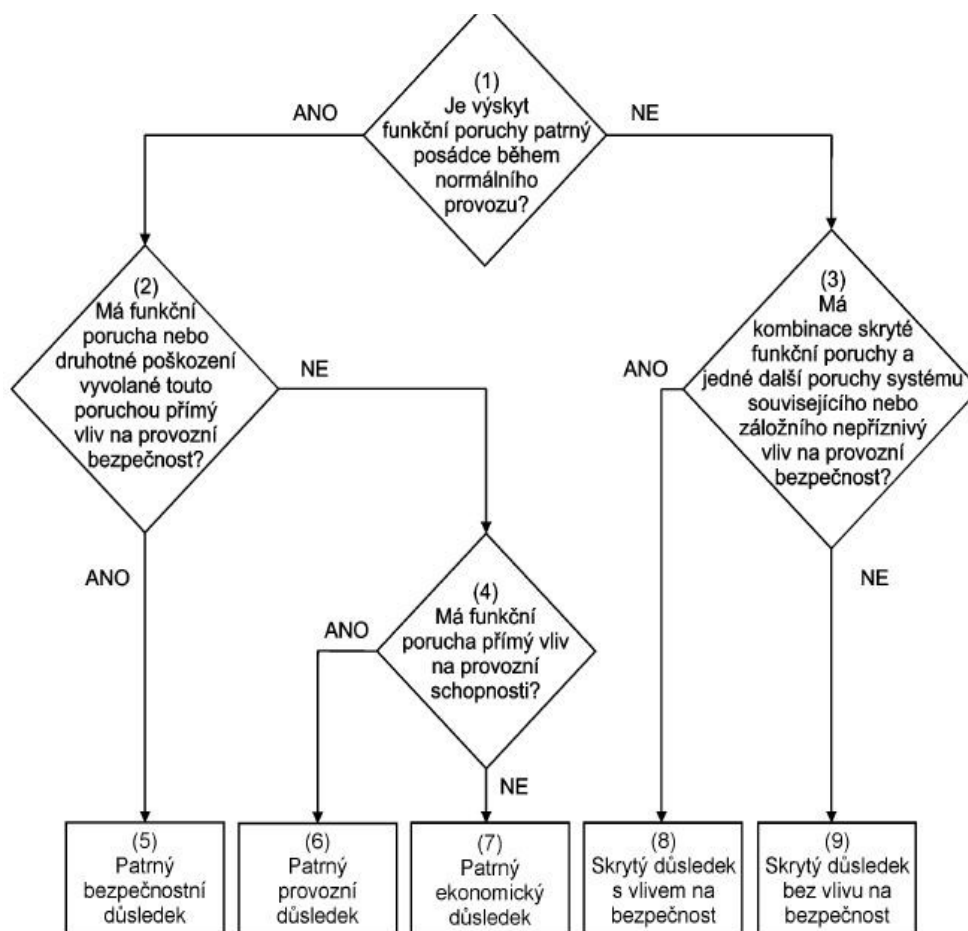 (1)
Je výskyt
funkční poruchy patrný
posádce během
normálního
provozu?
ANO
NE
(2)
Má funkční
porucha nebo
druhotné poškození
vyvolané touto
poruchou přímý
vliv na provozní
bezpečnost?
NE
ANO
(3)
Má
kombinace skryté
funkční poruchy a
jedné další poruchy systému
souvisejícího nebo
záložního nepříznivý
vliv na provozní
bezpečnost?
ANO
NE
(4)
Má funkční
porucha přímý vliv
na provozní
schopnosti?
ANO
NE
(5)
Patrný
bezpečnostní
důsledek
(6)
Patrný
provozní
důsledek
(7)
Patrný
ekonomický
důsledek
(8)
Skrytý důsledek
s vlivem na
bezpečnost
(9)
Skrytý důsledek
bez vlivu na
bezpečnost